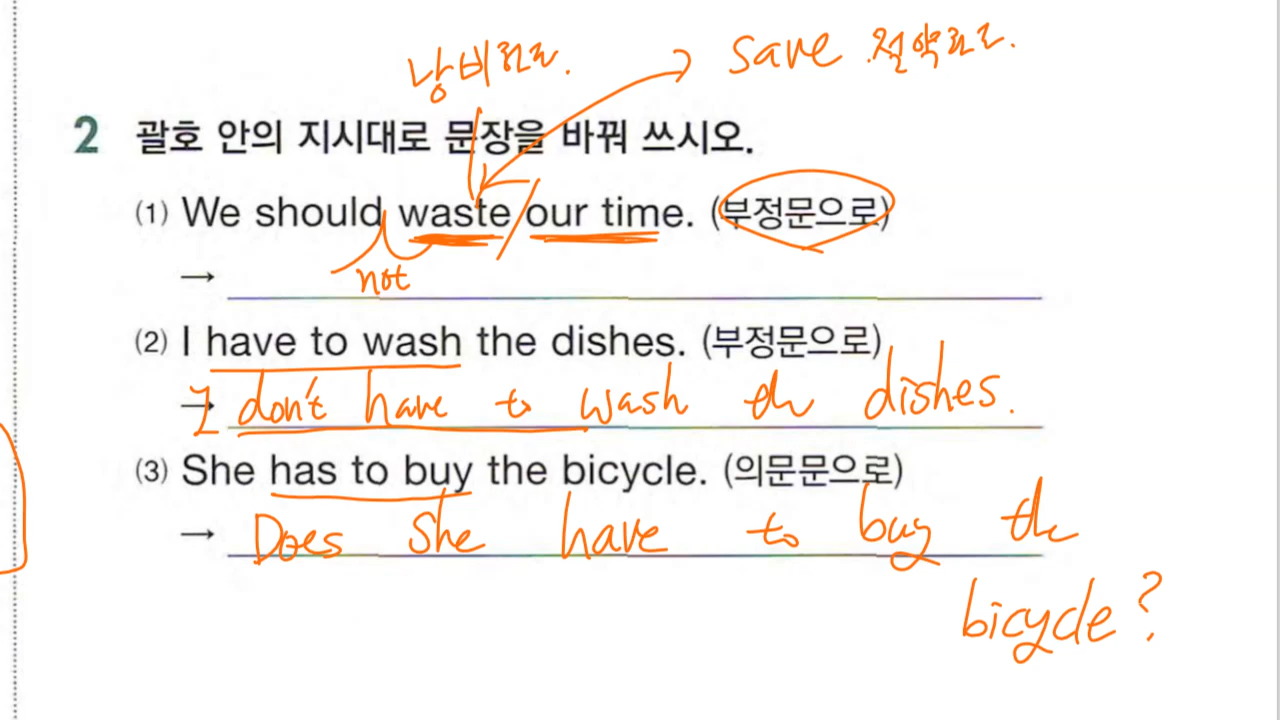 낭비하다. save 절약하다.
2 괄호 안의 지시대로 문장을 바꿔 쓰시오.
(1) We should waste our time. (부정문으로)
→ not
(2) I have to wash the dishes. (부정문으로)
→ I don't have to wash the dishes.
(3) She has to buy the bicycle. (의문문으로)
→ Does she have to buy the
bicycle?